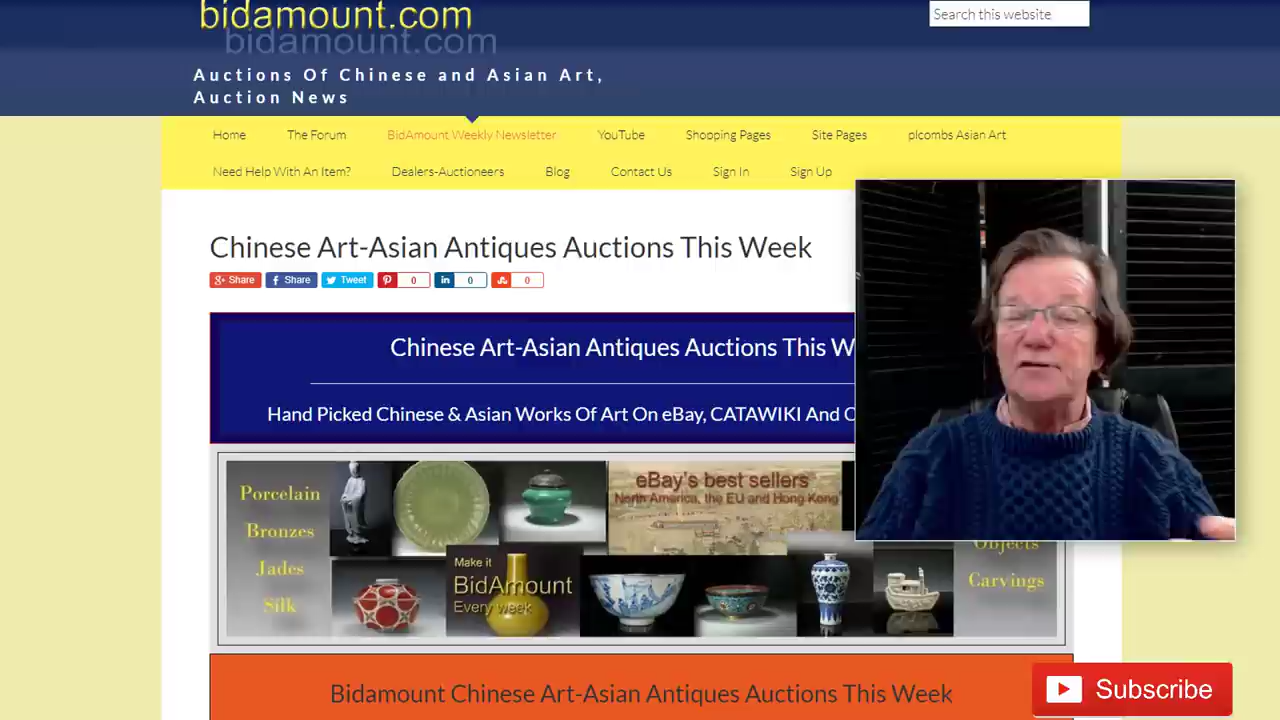 bidamount.com
bidamount.com
Search this website
Auctions Of Chinese and Asian Art,
Auction News
Home The Forum BidAmount Weekly Newsletter YouTube Shopping Pages Site Pages plcombs Asian Art
Need Help With An Item? Dealers-Auctioneers Blog Contact Us Sign In Sign Up
Chinese Art-Asian Antiques Auctions This Week
Share Share Tweet 0 0 0
Chinese Art-Asian Antiques Auctions This W
Hand Picked Chinese & Asian Works Of Art On eBay, CATAWIKI And
Porcelain
Bronzes
Jades
Silk
eBay's best sellers
North America, the EU and Hong Kong
Make it
BidAmount
Every week
Objects
Carvings
Bidamount Chinese Art-Asian Antiques Auctions This Week
Subscribe